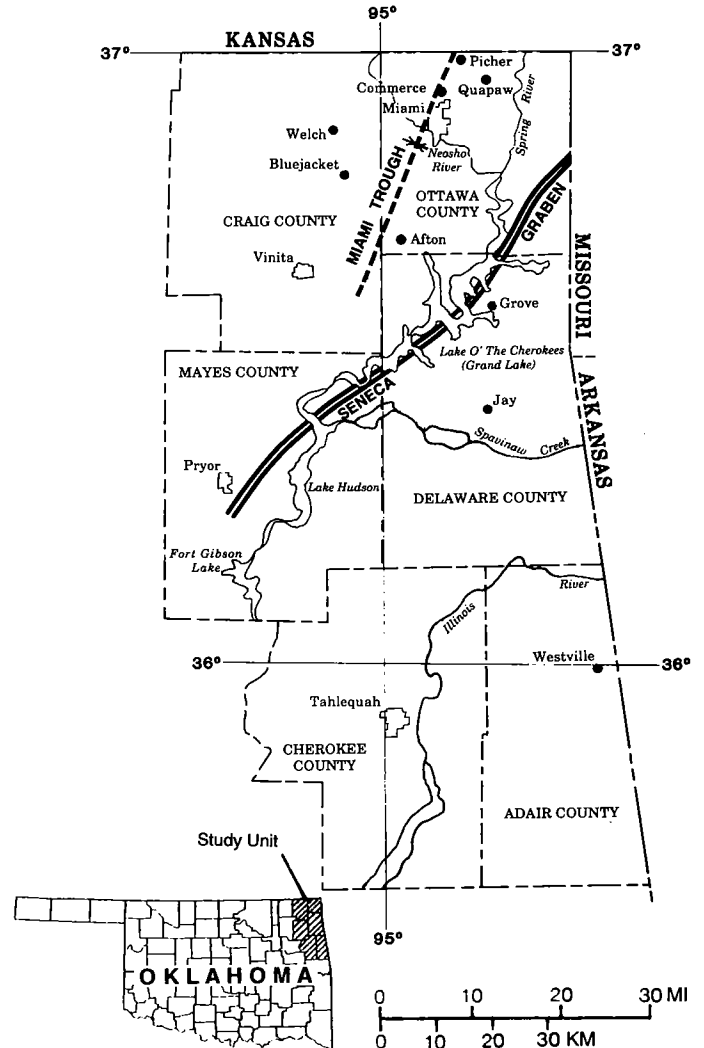 95°
KANSAS
37°
37°
Picher
Commerce
Quapaw
Miami
Spring River
Welch
Neosho
River
Bluejacket
MIAMI TROUGH
OTTAWA
COUNTY
GRABEN
CRAIG COUNTY
Afton
Vinita
MISSOURI
Grove
Lake O' The Cherokees
(Grand Lake)
MAYES COUNTY
SENECA
ARKANSAS
Jay
Spavinaw Creek
Pryor
Lake Hudson
DELAWARE COUNTY
Fort Gibson
Lake
Illinois River
36°
Westville
36°
Tahlequah
CHEROKEE
COUNTY
ADAIR COUNTY
Study Unit
95°
OKLAHOMA
0 10 20 30 MI
0 10 20 30 KM